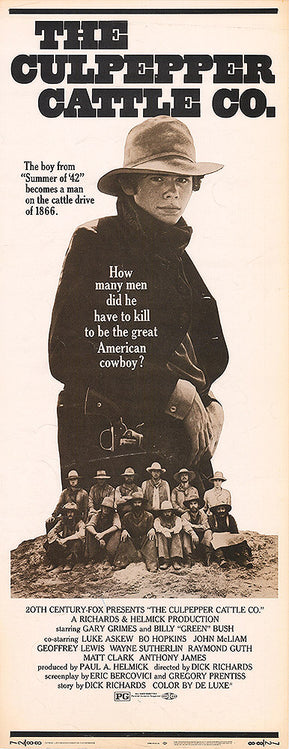 THE
CULPEPPER
CATTLE CO.
The boy from
"Summer of '42"
becomes a man
on the cattle drive
of 1866.
How
many men
did he
have to kill
to be the great
American
cowboy?
20TH CENTURY-FOX PRESENTS "THE CULPEPPER CATTLE CO."
A RICHARDS & HELMICK PRODUCTION
starring GARY GRIMES and BILLY "GREEN" BUSH
co-starring LUKE ASKEW BO HOPKINS JOHN McLIAM
GEOFFREY LEWIS WAYNE SUTHERLIN RAYMOND GUTH
MATT CLARK ANTHONY JAMES
produced by PAUL A. HELMICK directed by DICK RICHARDS
screenplay by ERIC BERCOVICI and GREGORY PRENTISS
story by DICK RICHARDS COLOR BY DE LUXE®
PG